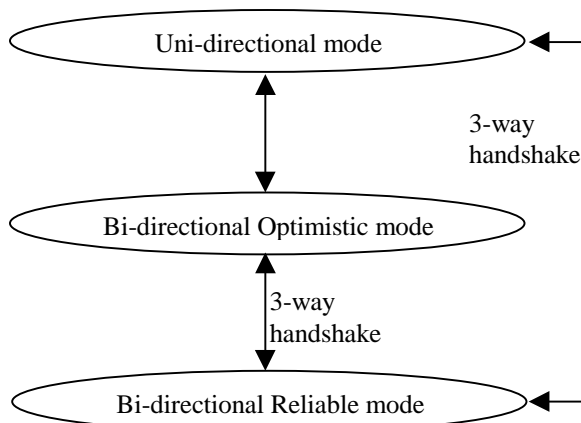 Uni-directional mode
3-way
handshake
Bi-directional Optimistic mode
3-way
handshake
Bi-directional Reliable mode